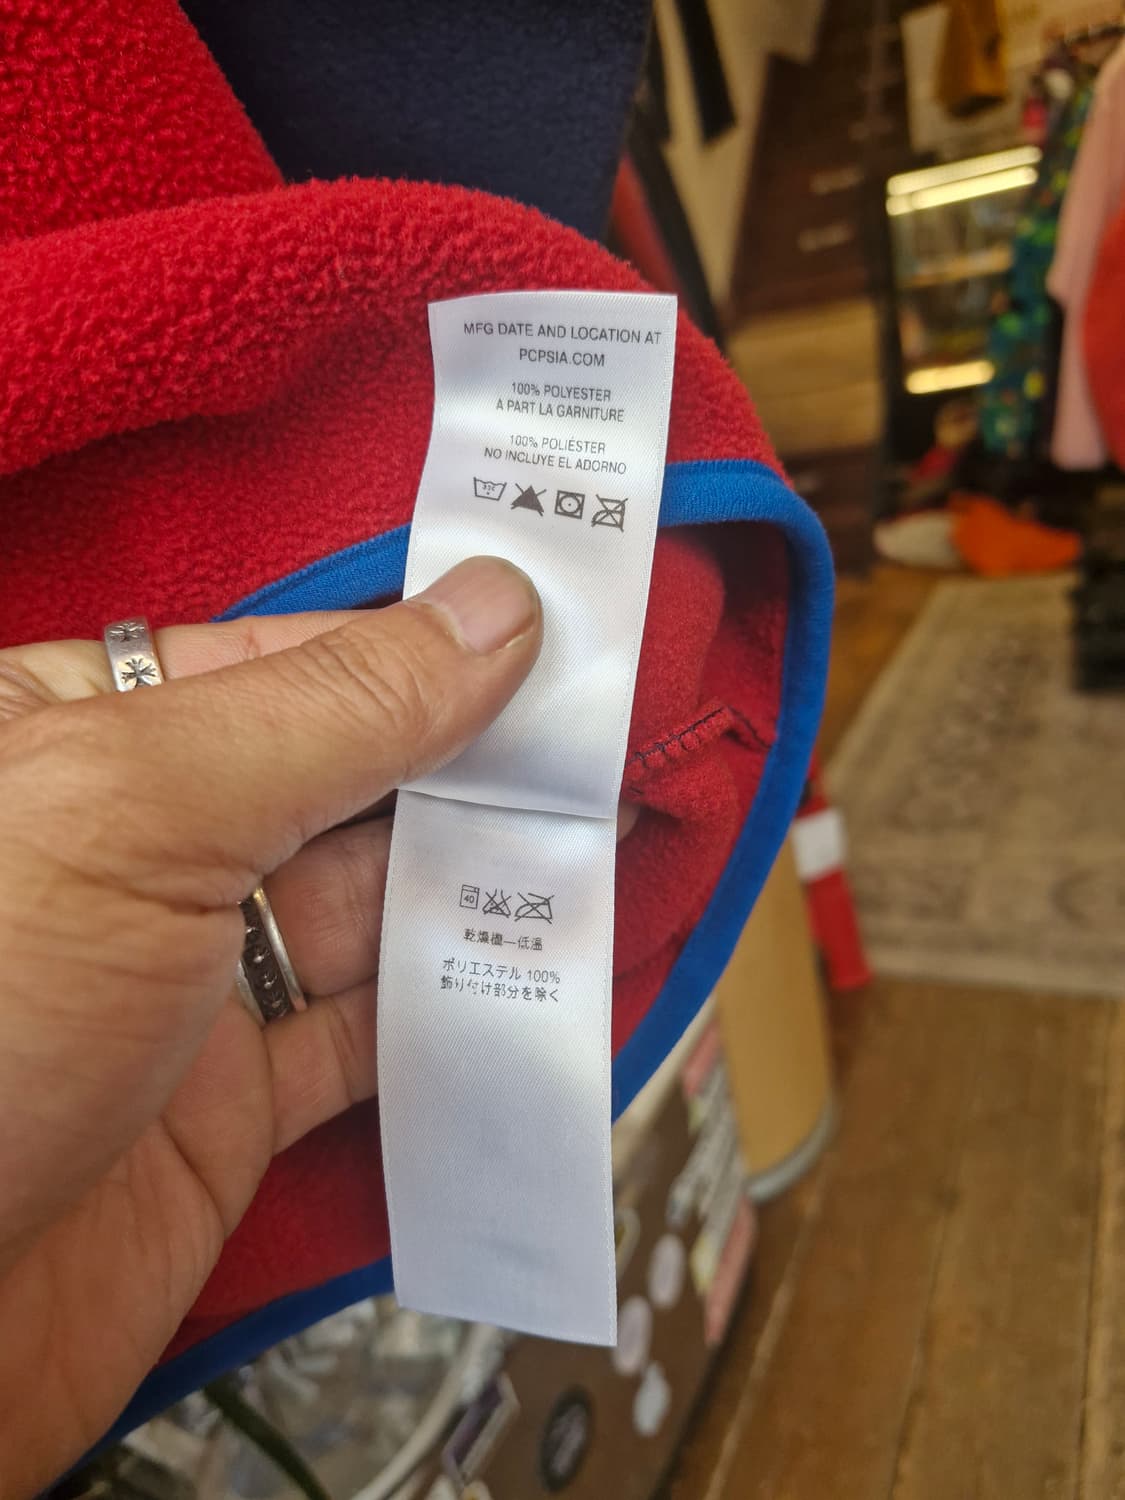 MFG DATE AND LOCATION AT
PCPSIA.COM
100% POLYESTER
À PART LA GARNITURE
100% POLIÉSTER
NO INCLUYE EL ADORNO
40
乾燥機—低温
ポリエステル 100%
飾り付け部分を除く